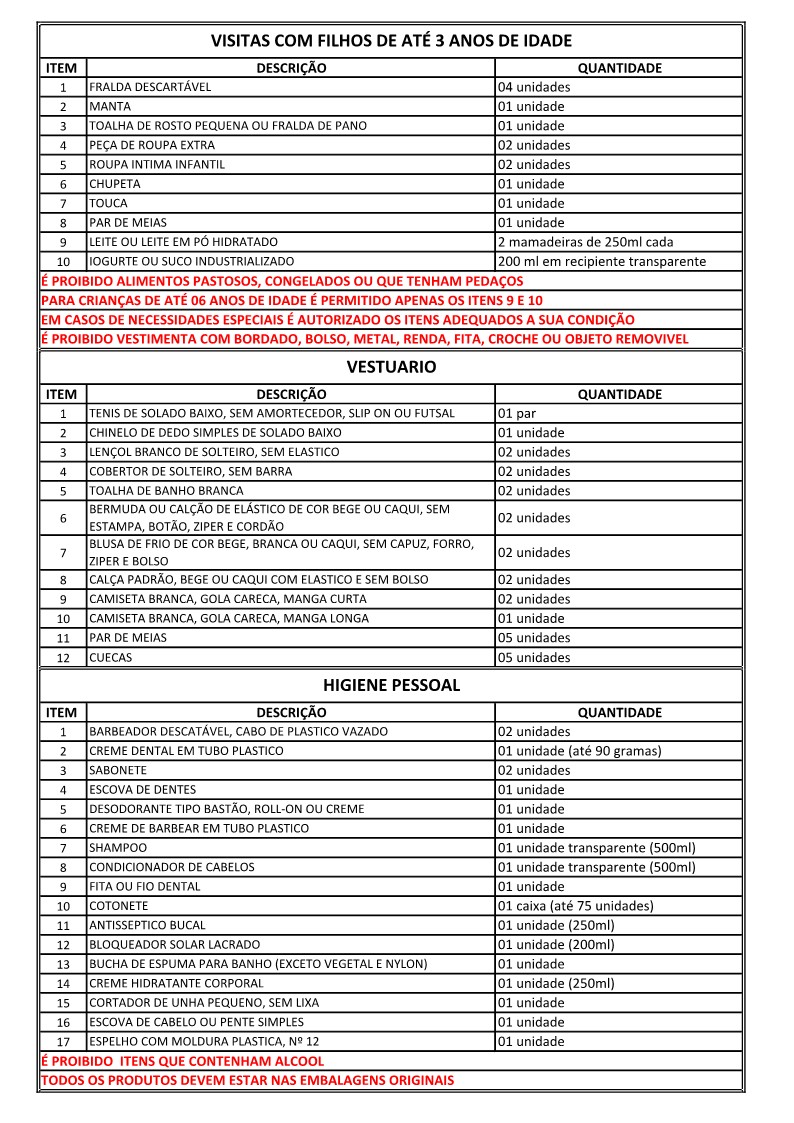 VISITAS COM FILHOS DE ATÉ 3 ANOS DE IDADE
ITEM DESCRIÇÃO QUANTIDADE
1 FRALDA DESCARTÁVEL 04 unidades
2 MANTA 01 unidade
3 TOALHA DE ROSTO PEQUENA OU FRALDA DE PANO 01 unidade
4 PEÇA DE ROUPA EXTRA 02 unidades
5 ROUPA INTIMA INFANTIL 02 unidades
6 CHUPETA 01 unidade
7 TOUCA 01 unidade
8 PAR DE MEIAS 01 unidade
9 LEITE OU LEITE EM PÓ HIDRATADO 2 mamadeiras de 250ml cada
10 IOGURTE OU SUCO INDUSTRIALIZADO 200 ml em recipiente transparente
É PROIBIDO ALIMENTOS PASTOSOS, CONGELADOS OU QUE TENHAM PEDAÇOS
PARA CRIANÇAS DE ATÉ 06 ANOS DE IDADE É PERMITIDO APENAS OS ITENS 9 E 10
EM CASOS DE NECESSIDADES ESPECIAIS É AUTORIZADO OS ITENS ADEQUADOS A SUA CONDIÇÃO
É PROIBIDO VESTIMENTA COM BORDADO, BOLSO, METAL, RENDA, FITA, CROCHE OU OBJETO REMOVIVEL
VESTUARIO
ITEM DESCRIÇÃO QUANTIDADE
1 TENIS DE SOLADO BAIXO, SEM AMORTECEDOR, SLIP ON OU FUTSAL 01 par
2 CHINELO DE DEDO SIMPLES DE SOLADO BAIXO 01 unidade
3 LENÇOL BRANCO DE SOLTEIRO, SEM ELASTICO 02 unidades
4 COBERTOR DE SOLTEIRO, SEM BARRA 02 unidades
5 TOALHA DE BANHO BRANCA 02 unidades
6 BERMUDA OU CALÇÃO DE ELÁSTICO DE COR BEGE OU CAQUI, SEM
ESTAMPA, BOTÃO, ZIPER E CORDÃO 02 unidades
7 BLUSA DE FRIO DE COR BEGE, BRANCA OU CAQUI, SEM CAPUZ, FORRO,
ZIPER E BOLSO 02 unidades
8 CALÇA PADRÃO, BEGE OU CAQUI COM ELASTICO E SEM BOLSO 02 unidades
9 CAMISETA BRANCA, GOLA CARECA, MANGA CURTA 02 unidades
10 CAMISETA BRANCA, GOLA CARECA, MANGA LONGA 01 unidade
11 PAR DE MEIAS 05 unidades
12 CUECAS 05 unidades
HIGIENE PESSOAL
ITEM DESCRIÇÃO QUANTIDADE
1 BARBEADOR DESCATÁVEL, CABO DE PLASTICO VAZADO 02 unidades
2 CREME DENTAL EM TUBO PLASTICO 01 unidade (até 90 gramas)
3 SABONETE 02 unidades
4 ESCOVA DE DENTES 01 unidade
5 DESODORANTE TIPO BASTÃO, ROLL-ON OU CREME 01 unidade
6 CREME DE BARBEAR EM TUBO PLASTICO 01 unidade
7 SHAMPOO 01 unidade transparente (500ml)
8 CONDICIONADOR DE CABELOS 01 unidade transparente (500ml)
9 FITA OU FIO DENTAL 01 unidade
10 COTONETE 01 caixa (até 75 unidades)
11 ANTISSEPTICO BUCAL 01 unidade (250ml)
12 BLOQUEADOR SOLAR LACRADO 01 unidade (200ml)
13 BUCHA DE ESPUMA PARA BANHO (EXCETO VEGETAL E NYLON) 01 unidade
14 CREME HIDRATANTE CORPORAL 01 unidade (250ml)
15 CORTADOR DE UNHA PEQUENO, SEM LIXA 01 unidade
16 ESCOVA DE CABELO OU PENTE SIMPLES 01 unidade
17 ESPELHO COM MOLDURA PLASTICA, Nº 12 01 unidade
É PROIBIDO ITENS QUE CONTENHAM ALCOOL
TODOS OS PRODUTOS DEVEM ESTAR NAS EMBALAGENS ORIGINAIS